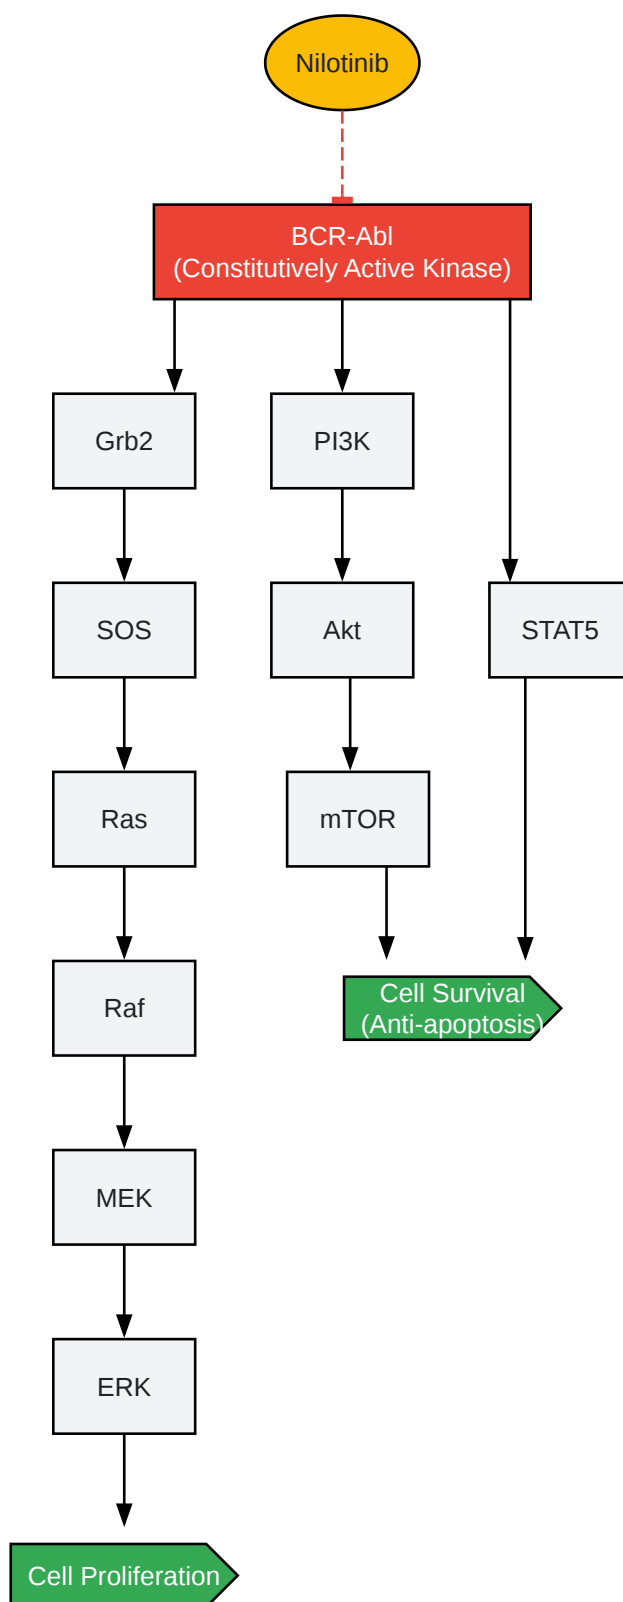 Nilotinib
BCR-Abl
(Constitutively Active Kinase)
Grb2
PI3K
SOS
Akt
STAT5
Ras
mTOR
Raf
Cell Survival
(Anti-apoptosis)
MEK
ERK
Cell Proliferation